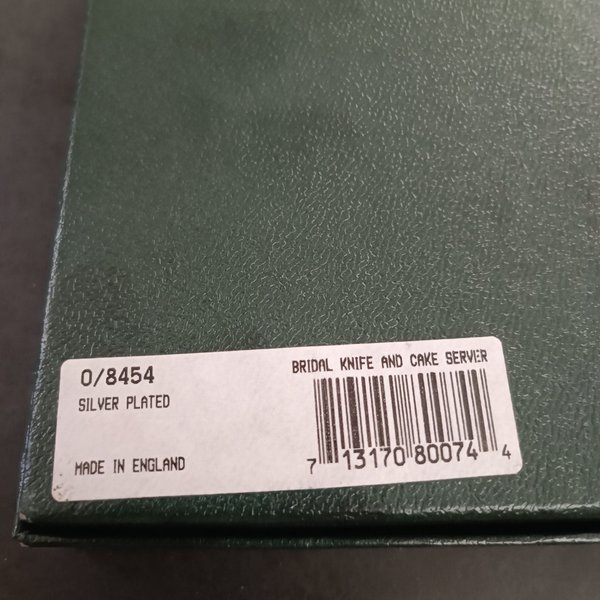 0/8454
BRIDAL KNIFE AND CAKE SERVER
SILVER PLATED
MADE IN ENGLAND
7 13170 80074 4